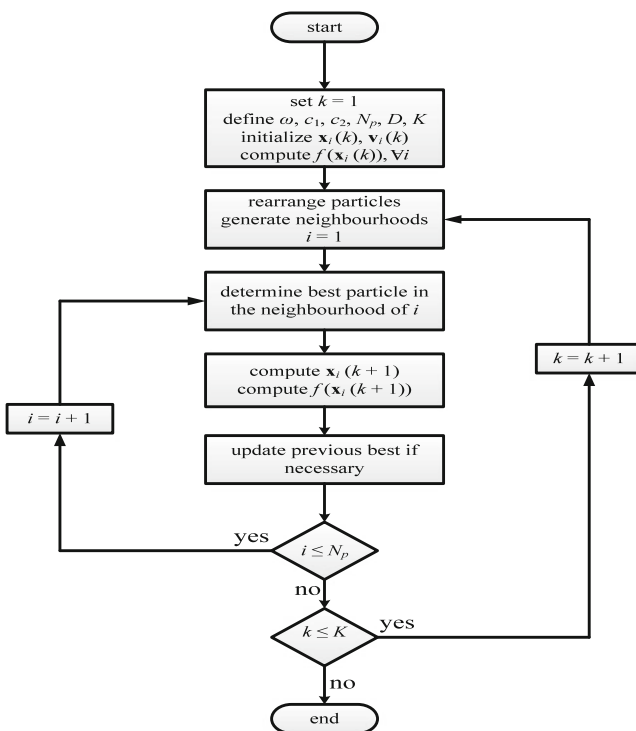 start
set k = 1
define ω, c₁, c₂, Nₚ, D, K
initialize xᵢ(k), vᵢ(k)
compute f(xᵢ(k)), ∀i
rearrange particles
generate neighbourhoods
i = 1
determine best particle in
the neighbourhood of i
compute xᵢ (k + 1)
compute f(xᵢ (k + 1))
k = k + 1
i = i + 1
update previous best if
necessary
yes
i ≤ Nₚ
no
k ≤ K
yes
no
end